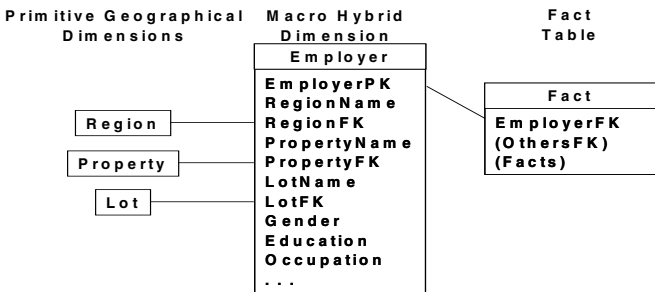 Primitive Geographical
Dimensions
Macro Hybrid
Dimension
Fact
Table
Region
Property
Lot
Employer
EmployerPK
RegionName
RegionFK
PropertyName
PropertyFK
LotName
LotFK
Gender
Education
Occupation
...
Fact
EmployerFK
(OthersFK)
(Facts)